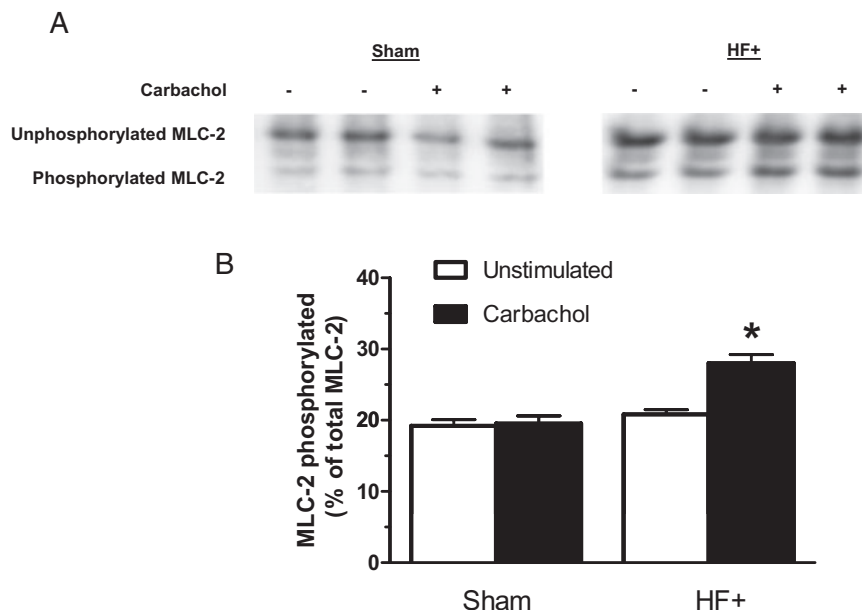 A
Sham
HF+
Carbachol - - + + - - + +
Unphosphorylated MLC-2
Phosphorylated MLC-2
B
Unstimulated
Carbachol
MLC-2 phosphorylated
(% of total MLC-2)
40
30
20
10
0
*
Sham
HF+